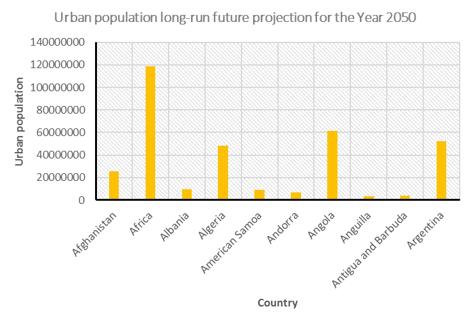 Urban population long-run future projection for the Year 2050
Urban population
140000000
120000000
100000000
80000000
60000000
40000000
20000000
0
Afghanistan
Africa
Albania
Algeria
American Samoa
Andorra
Angola
Anguilla
Antigua and Barbuda
Argentina
Country